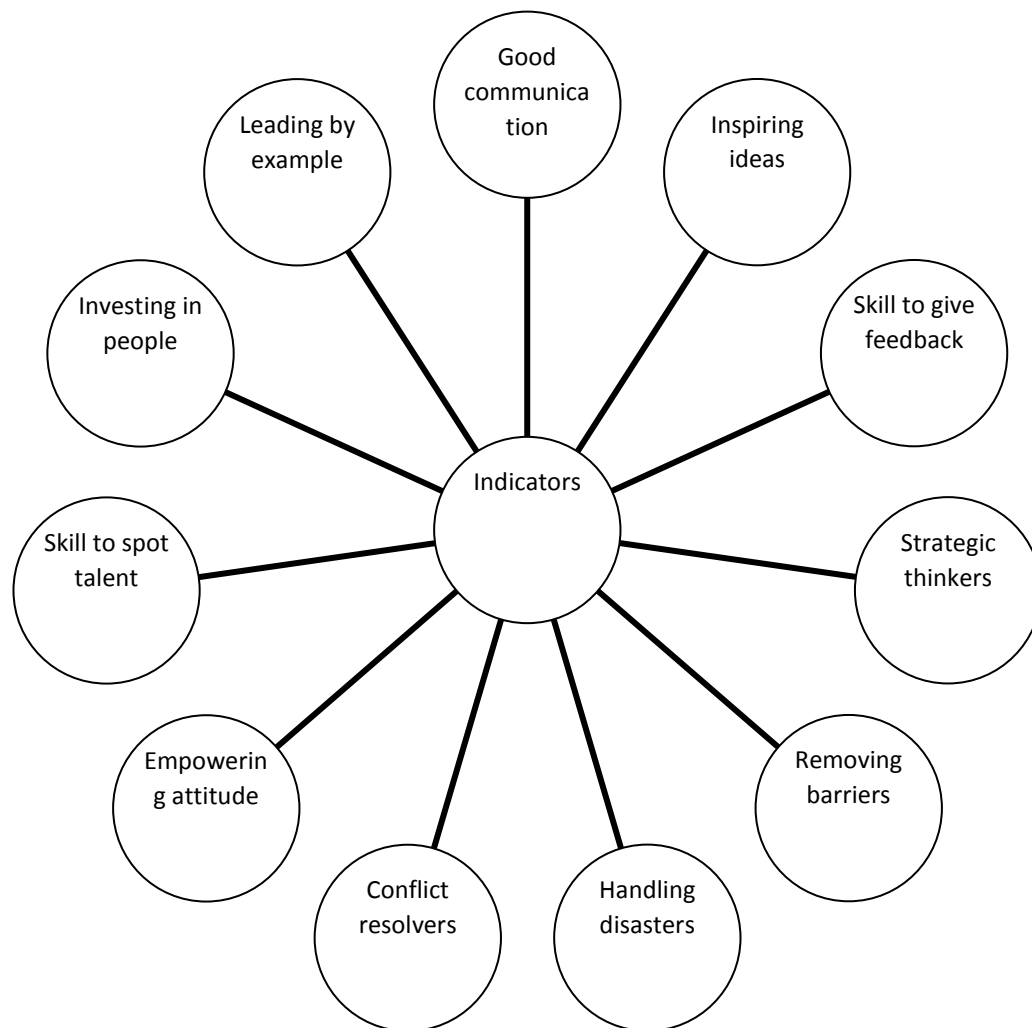 Good
communica
tion
Inspiring
ideas
Skill to give
feedback
Strategic
thinkers
Removing
barriers
Handling
disasters
Conflict
resolvers
Empowerin
g attitude
Skill to spot
talent
Investing in
people
Leading by
example
Indicators